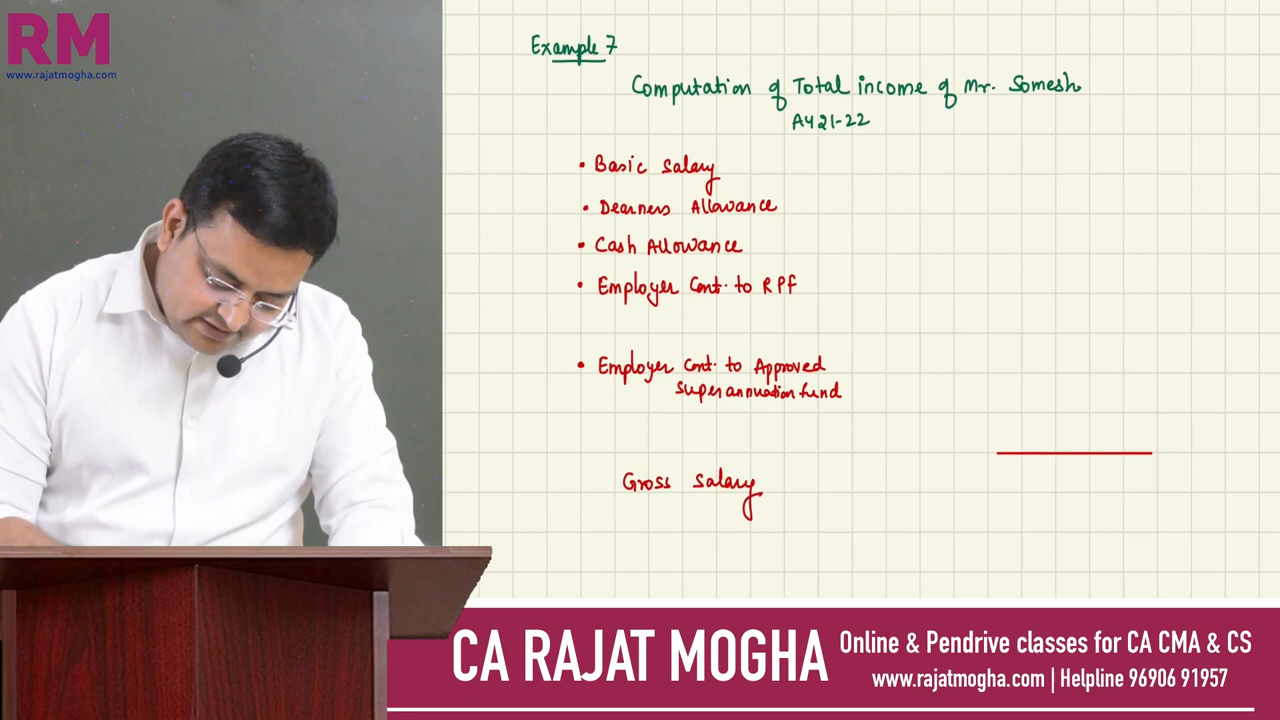 RM
www.rajatmogha.com
Example 7
Computation of Total income of Mr. Somesh
AY 21-22
• Basic Salary
• Dearness Allowance
• Cash Allowance
• Employer Cont. to RPF
• Employer Cont. to Approved
Superannuation fund
Gross Salary
CA RAJAT MOGHA
Online & Pendrive classes for CA CMA & CS
www.rajatmogha.com | Helpline 96906 91957